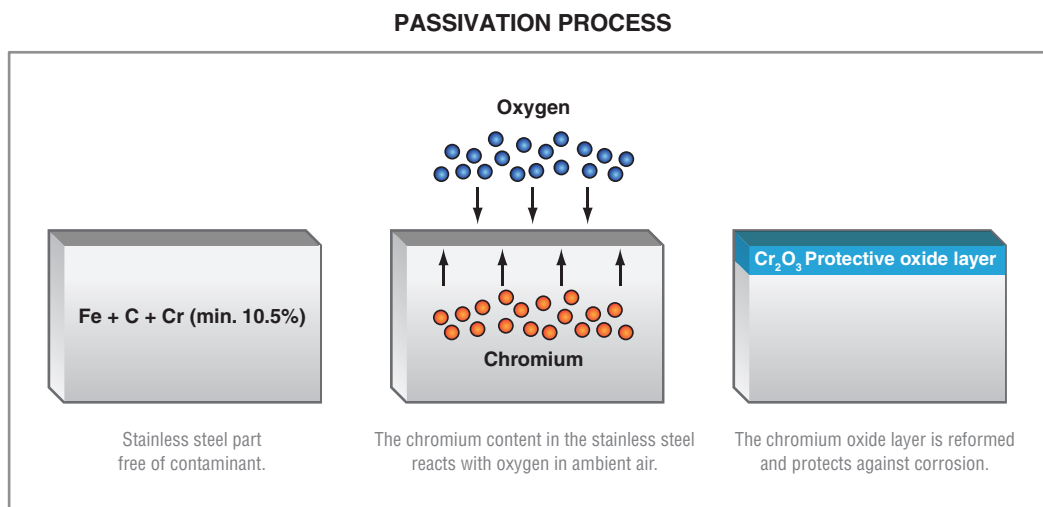 PASSIVATION PROCESS
Oxygen
Fe + C + Cr (min. 10.5%)
Chromium
Cr₂O₃ Protective oxide layer
Stainless steel part
free of contaminant.
The chromium content in the stainless steel
reacts with oxygen in ambient air.
The chromium oxide layer is reformed
and protects against corrosion.